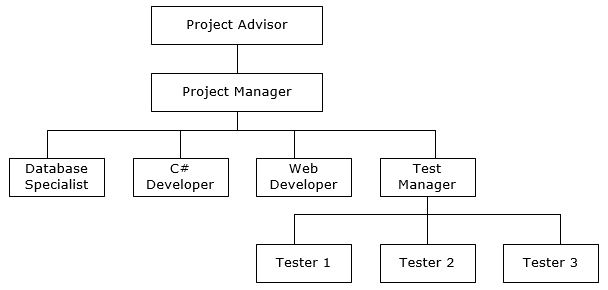 Project Advisor
Project Manager
Database
Specialist
C#
Developer
Web
Developer
Test
Manager
Tester 1
Tester 2
Tester 3